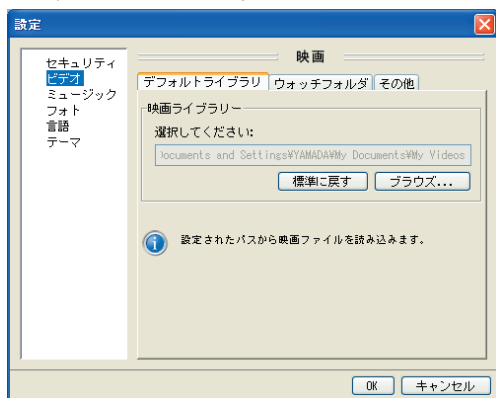 設定
セキュリティ
ビデオ
ミュージック
フォト
言語
テーマ
映画
デフォルトライブラリ ウォッチフォルダ その他
映画ライブラリー
選択してください:
ocuments and Settings¥YAMADA¥My Documents¥My Videos
標準に戻す ブラウズ...
設定されたパスから映画ファイルを読み込みます。
OK キャンセル